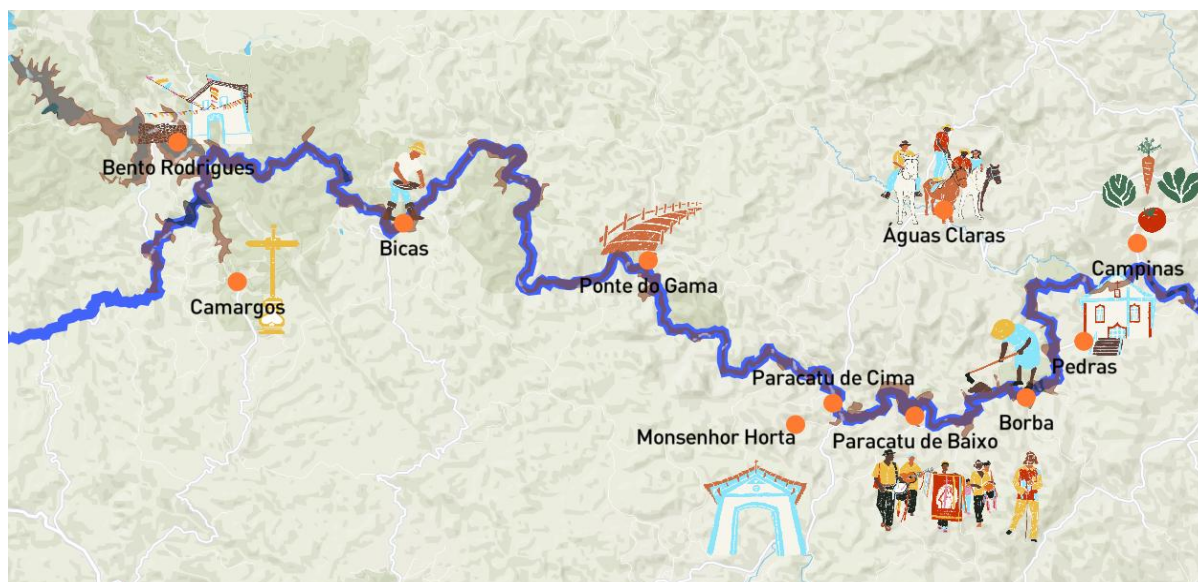 Bento Rodrigues
Bicas
Águas Claras
Campinas
Camargos
Ponte do Gama
Pedras
Paracatu de Cima
Borba
Monsenhor Horta
Paracatu de Baixo